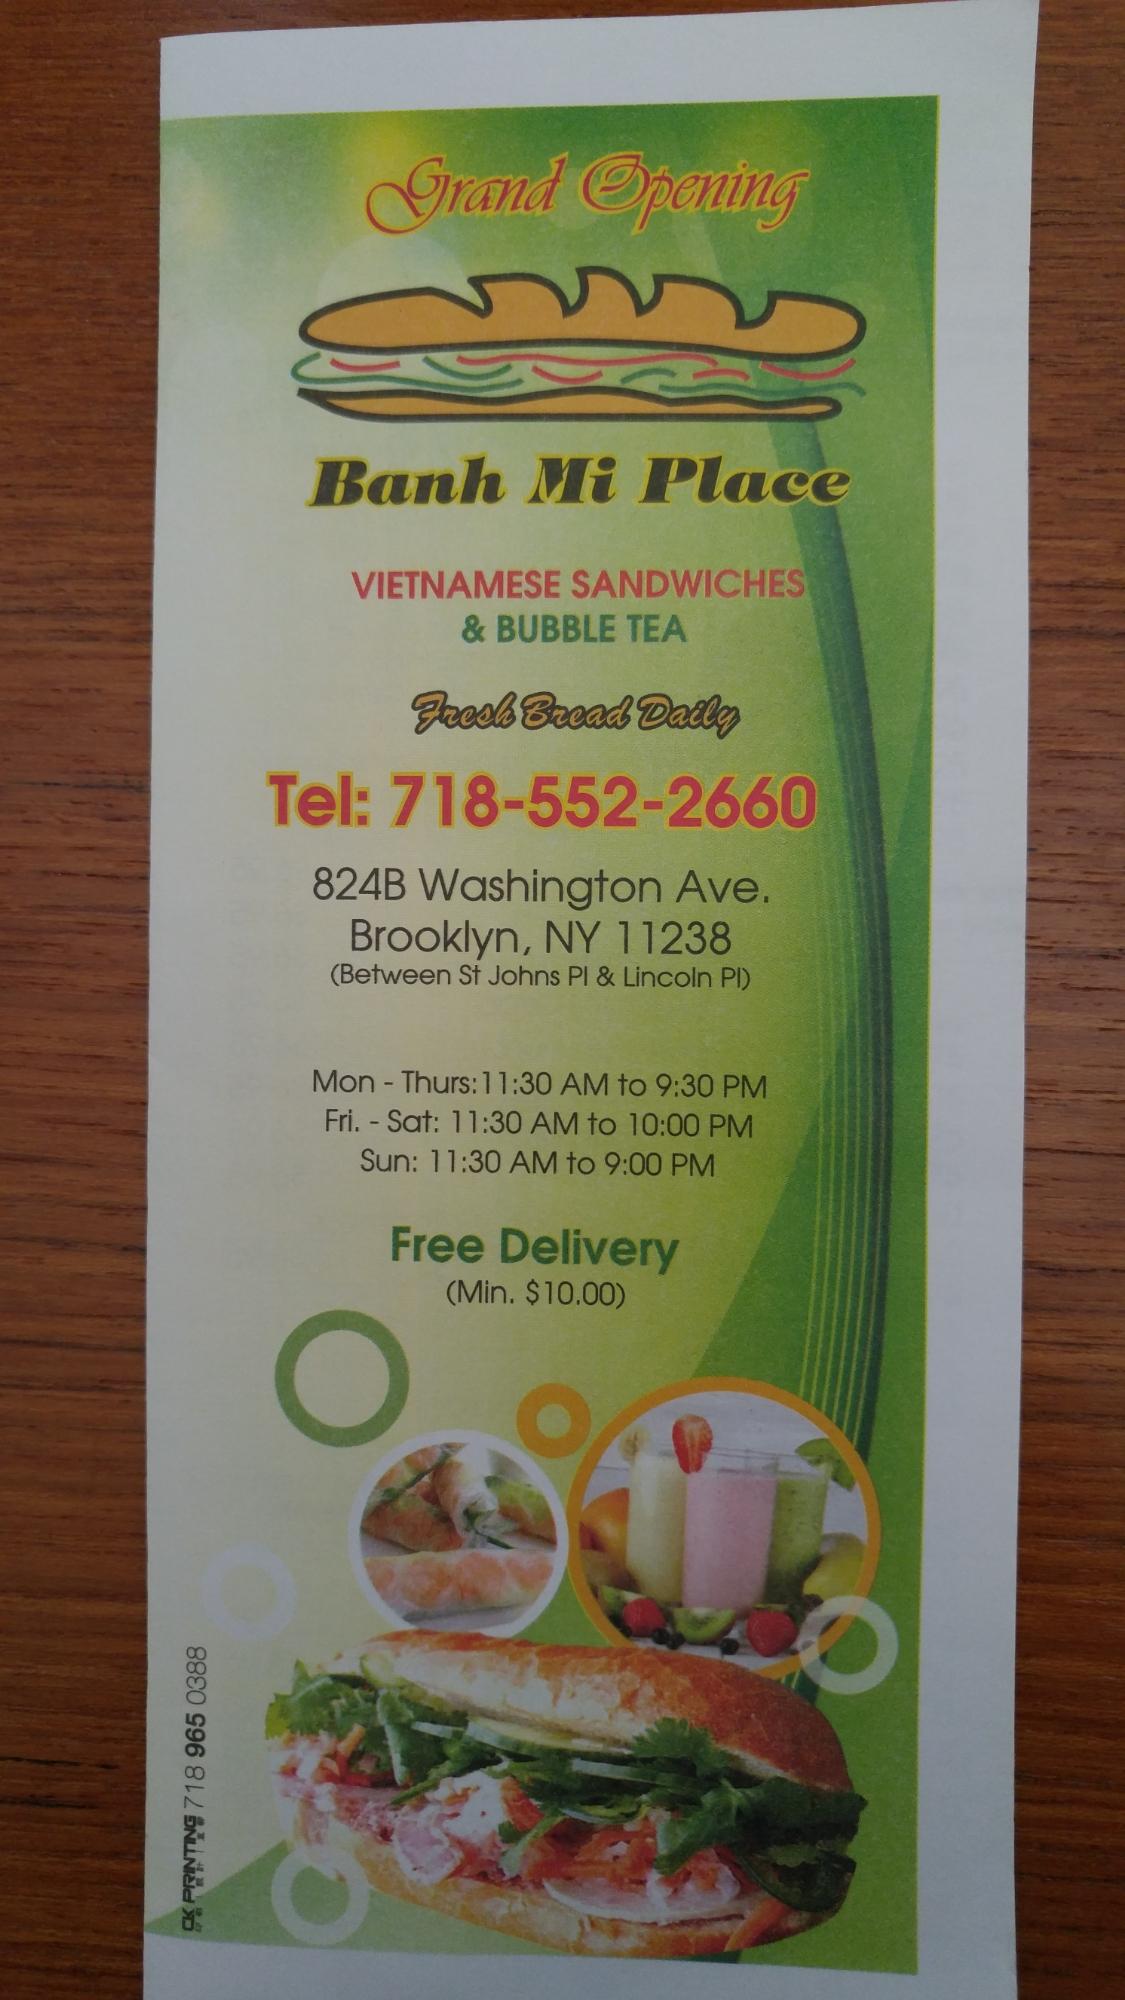 Grand Opening
Banh Mi Place
VIETNAMESE SANDWICHES
& BUBBLE TEA
Fresh Bread Daily
Tel: 718-552-2660
824B Washington Ave.
Brooklyn, NY 11238
(Between St Johns Pl & Lincoln Pl)
Mon - Thurs:11:30 AM to 9:30 PM
Fri. - Sat: 11:30 AM to 10:00 PM
Sun: 11:30 AM to 9:00 PM
Free Delivery
(Min. $10.00)
CK PRINTING 718 965 0388